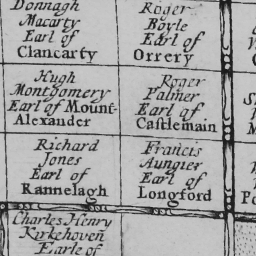 Donnagh
Macarty
Earl of
Clancarty
Roger
Boyle
Earl of
Orrery
Hugh
Montgomery
Earl of Mount-
Alexander
Roger
Palmer
Earl of
Castlemain
Richard
Jones
Earl of
Rannelagh
Francis
Aungier
Earl of
Longford
Charles Henry
Kirkehoven
Earle of